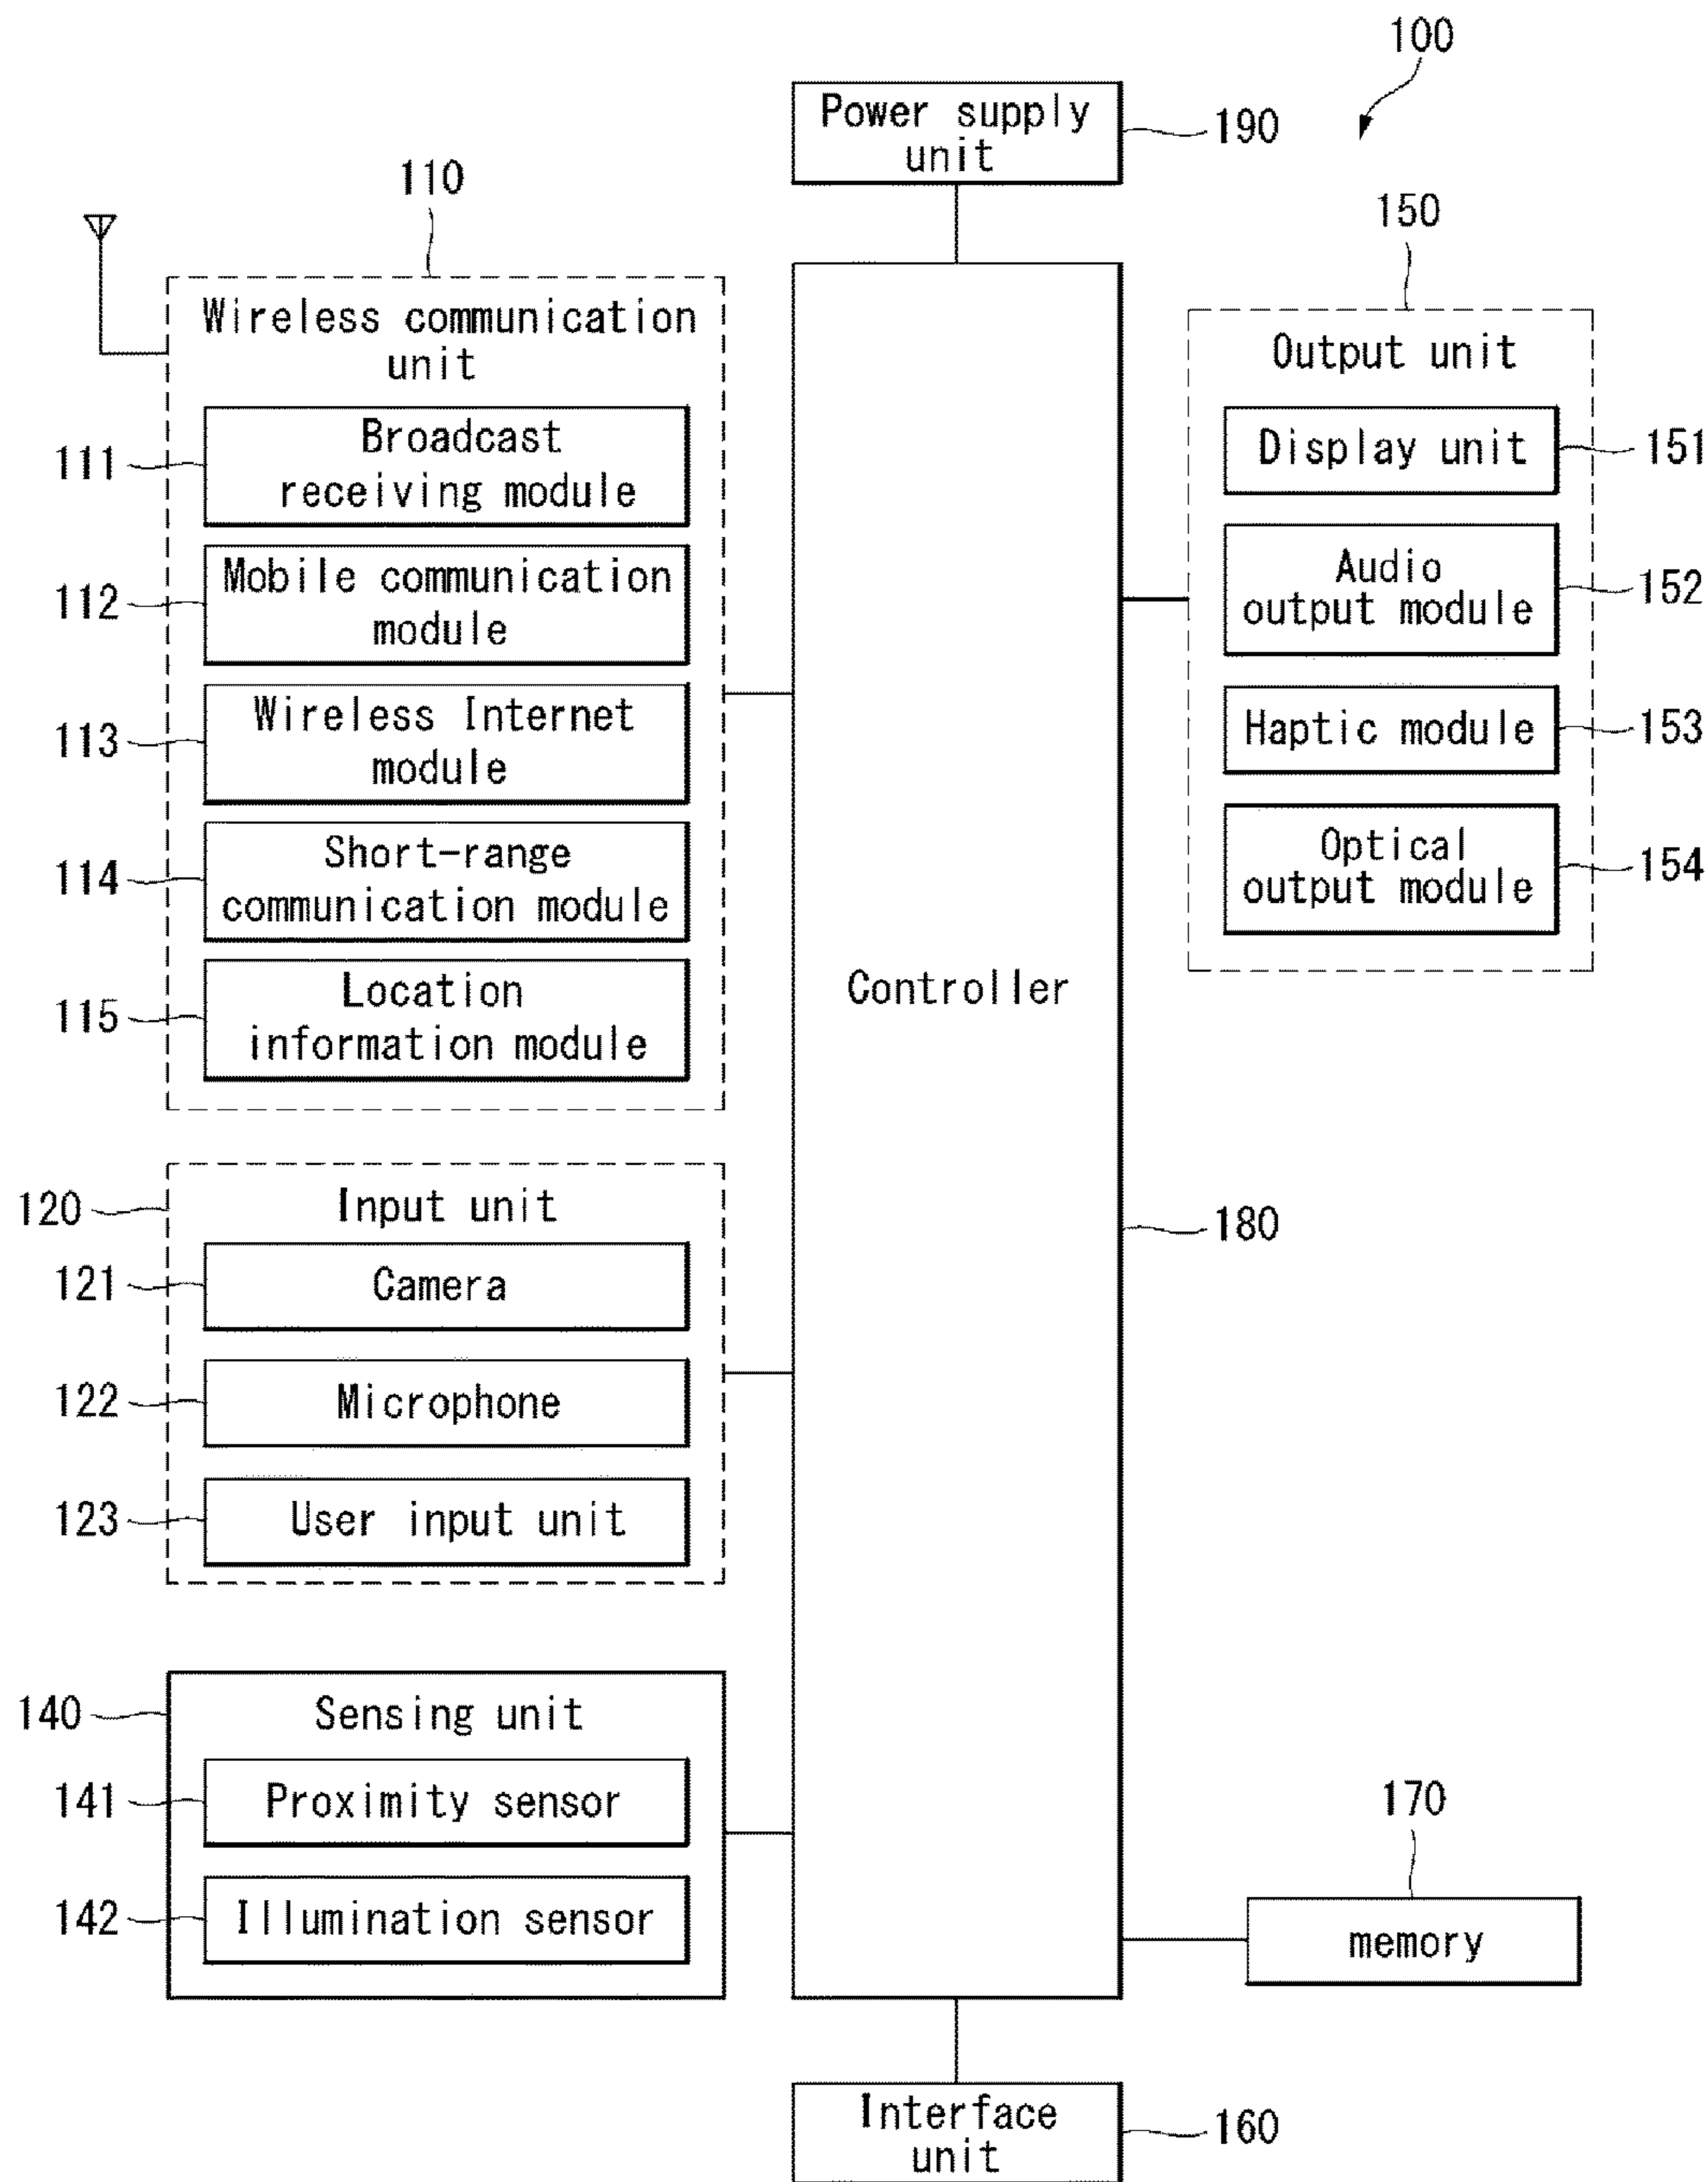 100
Power supply
unit
190
110
Wireless communication
unit
111
Broadcast
receiving module
112
Mobile communication
module
113
Wireless Internet
module
114
Short-range
communication module
115
Location
information module
120
Input unit
121
Camera
122
Microphone
123
User input unit
140
Sensing unit
141
Proximity sensor
142
Illumination sensor
Controller
180
150
Output unit
Display unit
151
Audio
output module
152
Haptic module
153
Optical
output module
154
170
memory
Interface
unit
160